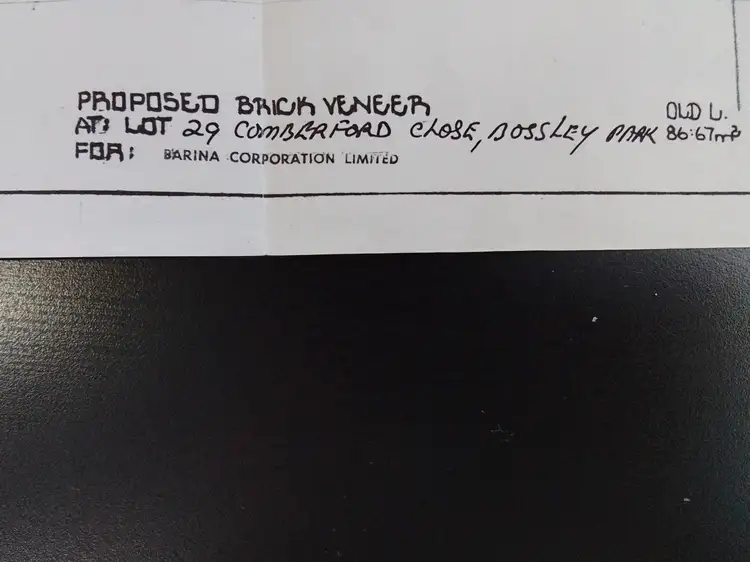 PROPOSED BRICK VENEER
AT: LOT 29 COMBERFORD CLOSE, BOSSLEY PARK
FOR: BARINA CORPORATION LIMITED
OLD L.
86·67m²